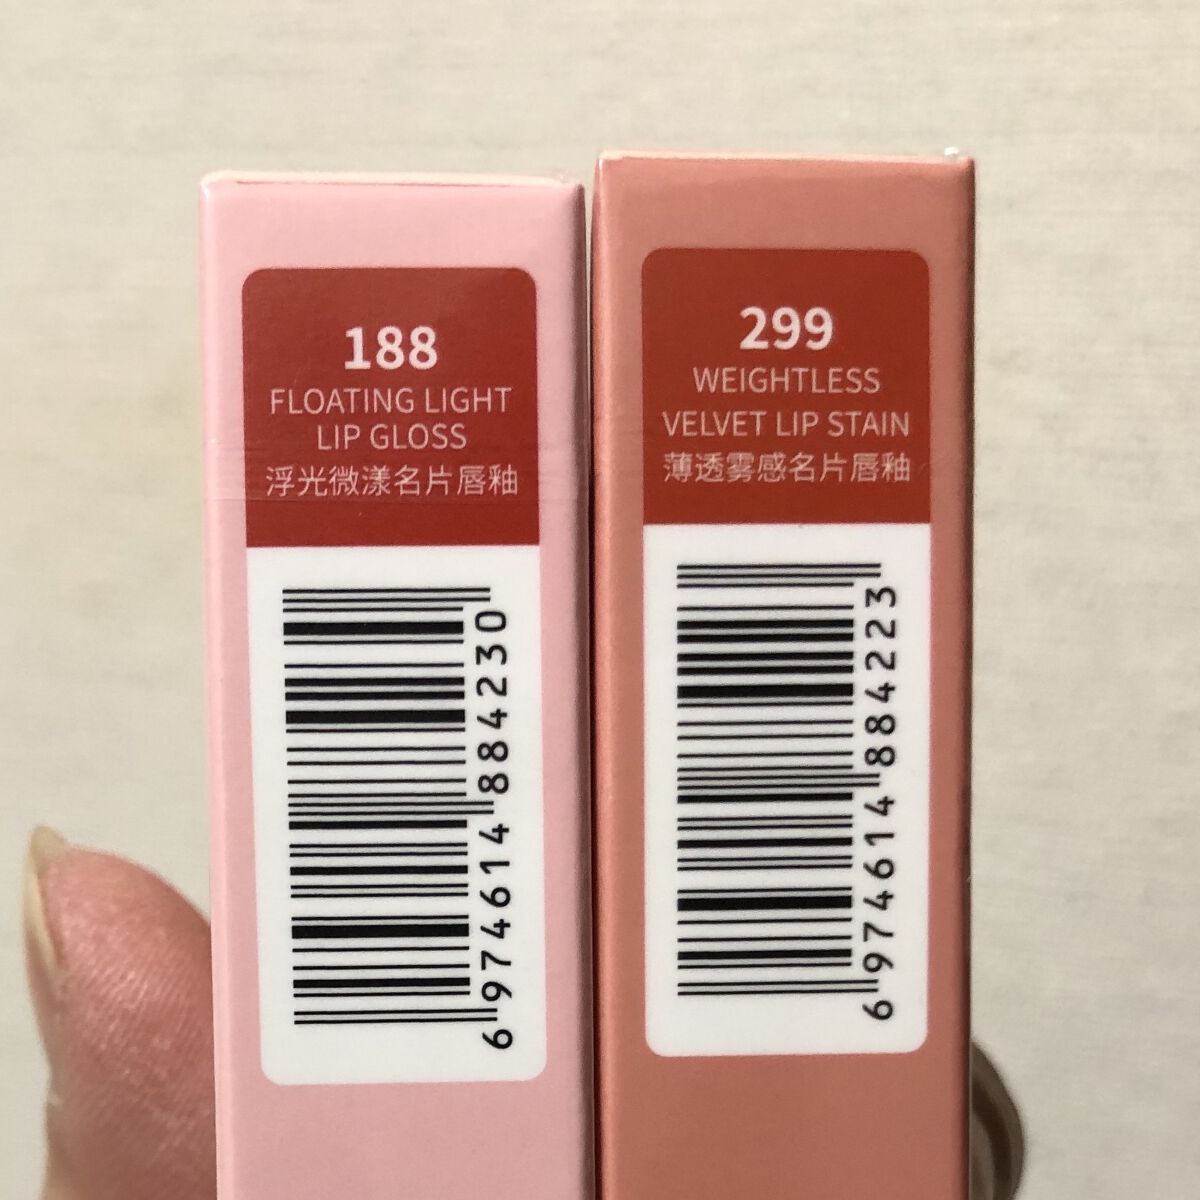 188
FLOATING LIGHT
LIP GLOSS
浮光微漾名片唇釉
6974614884230
299
WEIGHTLESS
VELVET LIP STAIN
薄透雾感名片唇釉
6974614884223